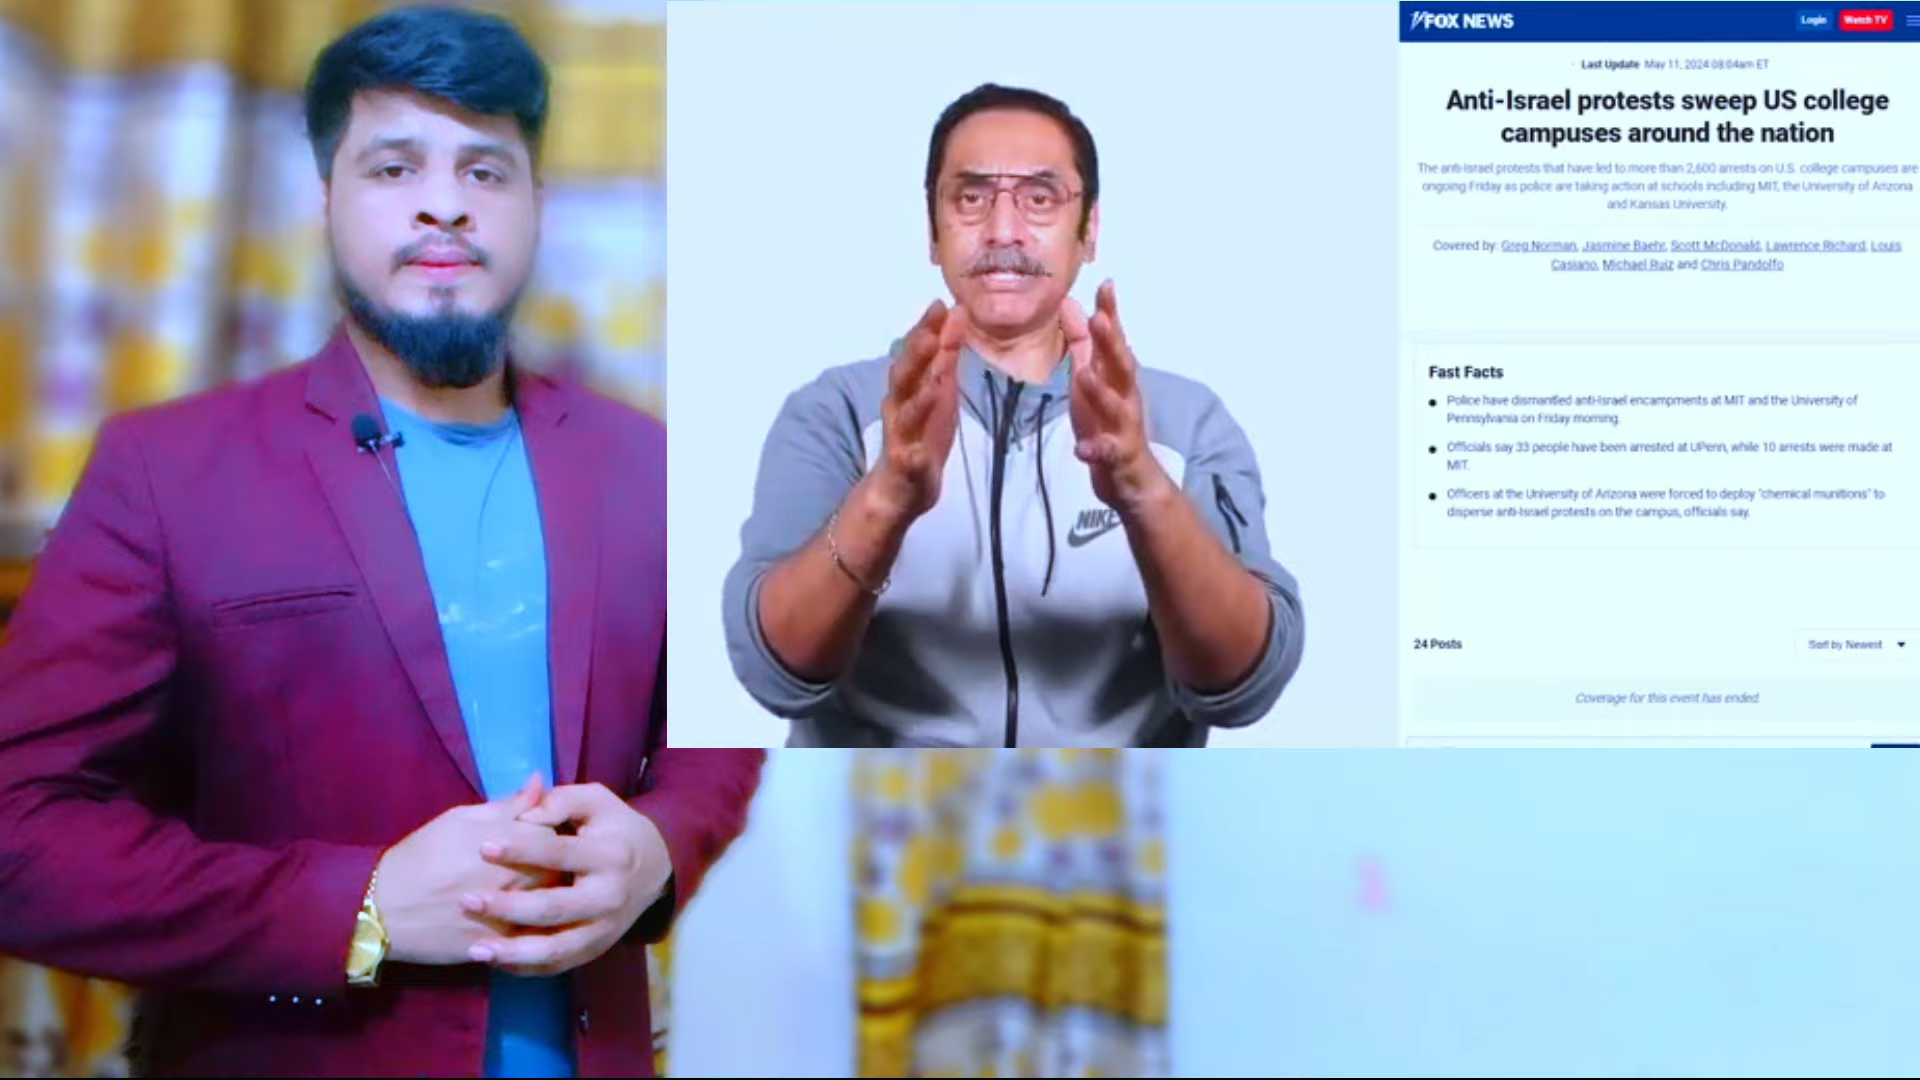 FOX NEWS
Login
Watch TV
Last Update May 11, 2024 08:04am ET
Anti-Israel protests sweep US college
campuses around the nation
The anti-Israel protests that have led to more than 2,600 arrests on U.S. college campuses are
ongoing Friday as police are taking action at schools including MIT, the University of Arizona
and Kansas University.
Covered by: Greg Norman, Jasmine Baehr, Scott McDonald, Lawrence Richard, Louis
Casiano, Michael Ruiz and Chris Pandolfo
Fast Facts
Police have dismantled anti-Israel encampments at MIT and the University of
Pennsylvania on Friday morning.
Officials say 33 people have been arrested at UPenn, while 10 arrests were made at
MIT.
Officers at the University of Arizona were forced to deploy "chemical munitions" to
disperse anti-Israel protests on the campus, officials say.
24 Posts
Sort by Newest
Coverage for this event has ended.
NIKE